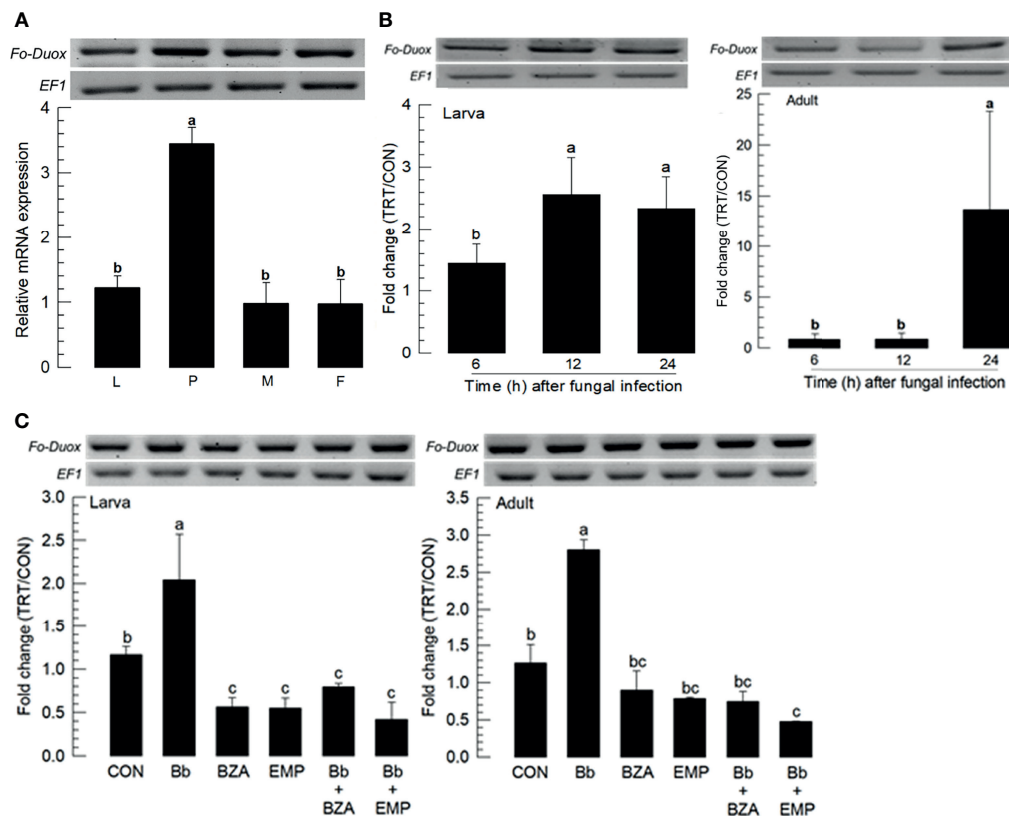 A
Fo-Duox
EF1
4
3
2
1
0
Relative mRNA expression
b
a
b
b
L P M F
B
Fo-Duox
EF1
Larva
4
3
2
1
0
Fold change (TRT/CON)
b
a
a
6 12 24
Time (h) after fungal infection
Fo-Duox
EF1
Adult
25
20
15
10
5
0
Fold change (TRT/CON)
b
b
a
6 12 24
Time (h) after fungal infection
C
Fo-Duox
EF1
Larva
3.0
2.5
2.0
1.5
1.0
0.5
0.0
Fold change (TRT/CON)
b
a
c
c
c
c
CON Bb BZA EMP Bb Bb
+ +
BZA EMP
Fo-Duox
EF1
Adult
3.5
3.0
2.5
2.0
1.5
1.0
0.5
0.0
Fold change (TRT/CON)
b
a
bc
bc
bc
c
CON Bb BZA EMP Bb Bb
+ +
BZA EMP